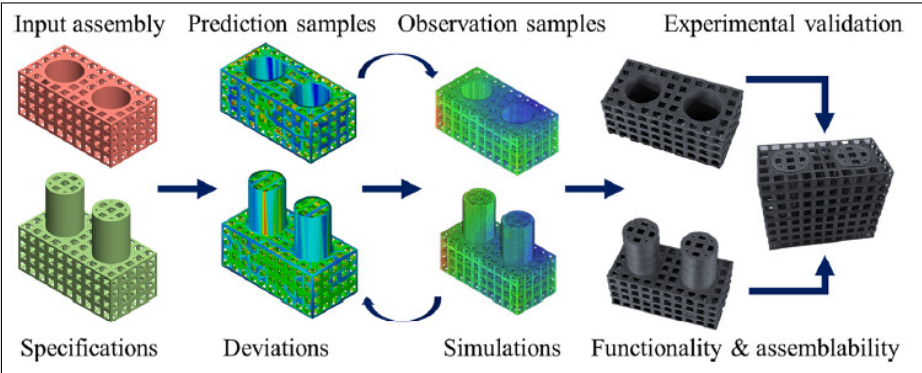 Input assembly
Prediction samples
Observation samples
Experimental validation
Specifications
Deviations
Simulations
Functionality & assemblability